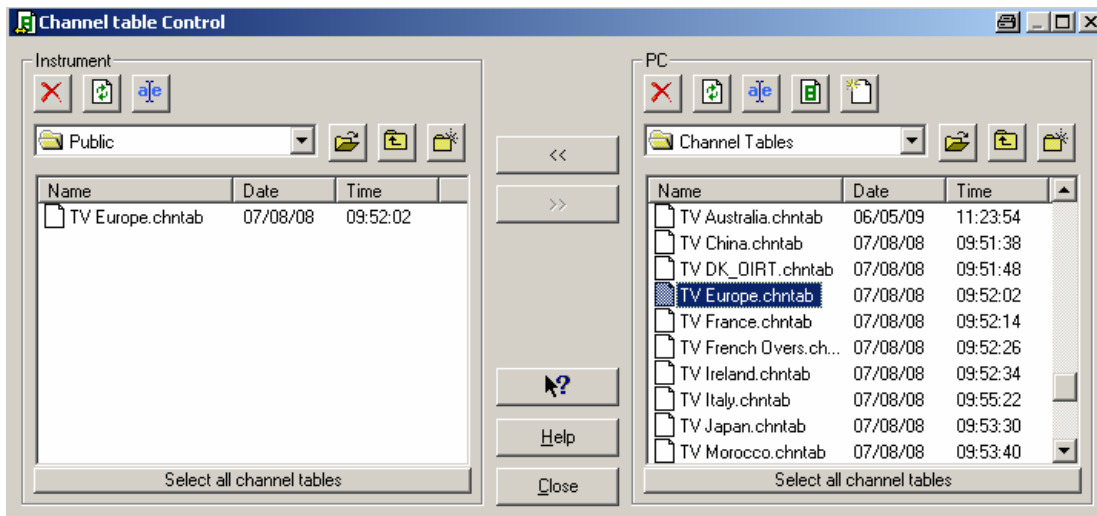 Channel table Control
Instrument
Public
Name Date Time
TV Europe.chntab 07/08/08 09:52:02
Select all channel tables
<<
>>
?
Help
Close
PC
Channel Tables
Name Date Time
TV Australia.chntab 06/05/09 11:23:54
TV China.chntab 07/08/08 09:51:38
TV DK_OIRT.chntab 07/08/08 09:51:48
TV Europe.chntab 07/08/08 09:52:02
TV France.chntab 07/08/08 09:52:14
TV French Overs.ch... 07/08/08 09:52:26
TV Ireland.chntab 07/08/08 09:52:34
TV Italy.chntab 07/08/08 09:55:22
TV Japan.chntab 07/08/08 09:53:30
TV Morocco.chntab 07/08/08 09:53:40
Select all channel tables